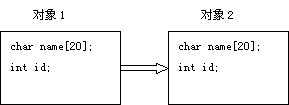 对象1 对象2
char name[20]; char name[20];
int id; int id;